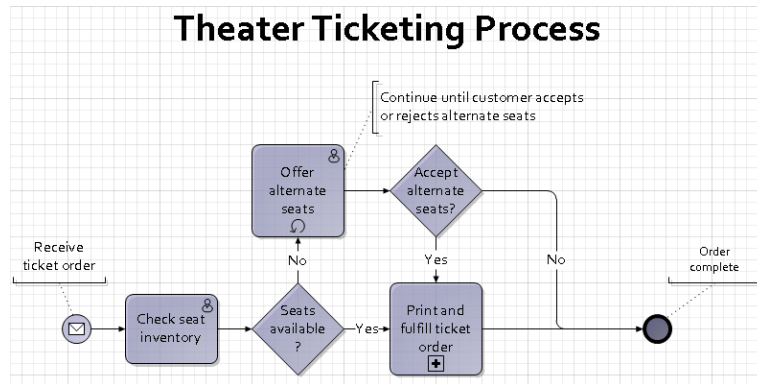 Theater Ticketing Process
Continue until customer accepts
or rejects alternate seats
Offer
alternate
seats
Accept
alternate
seats?
No
Yes
No
Receive
ticket order
Order
complete
Check seat
inventory
Seats
available
?
Yes
Print and
fulfill ticket
order